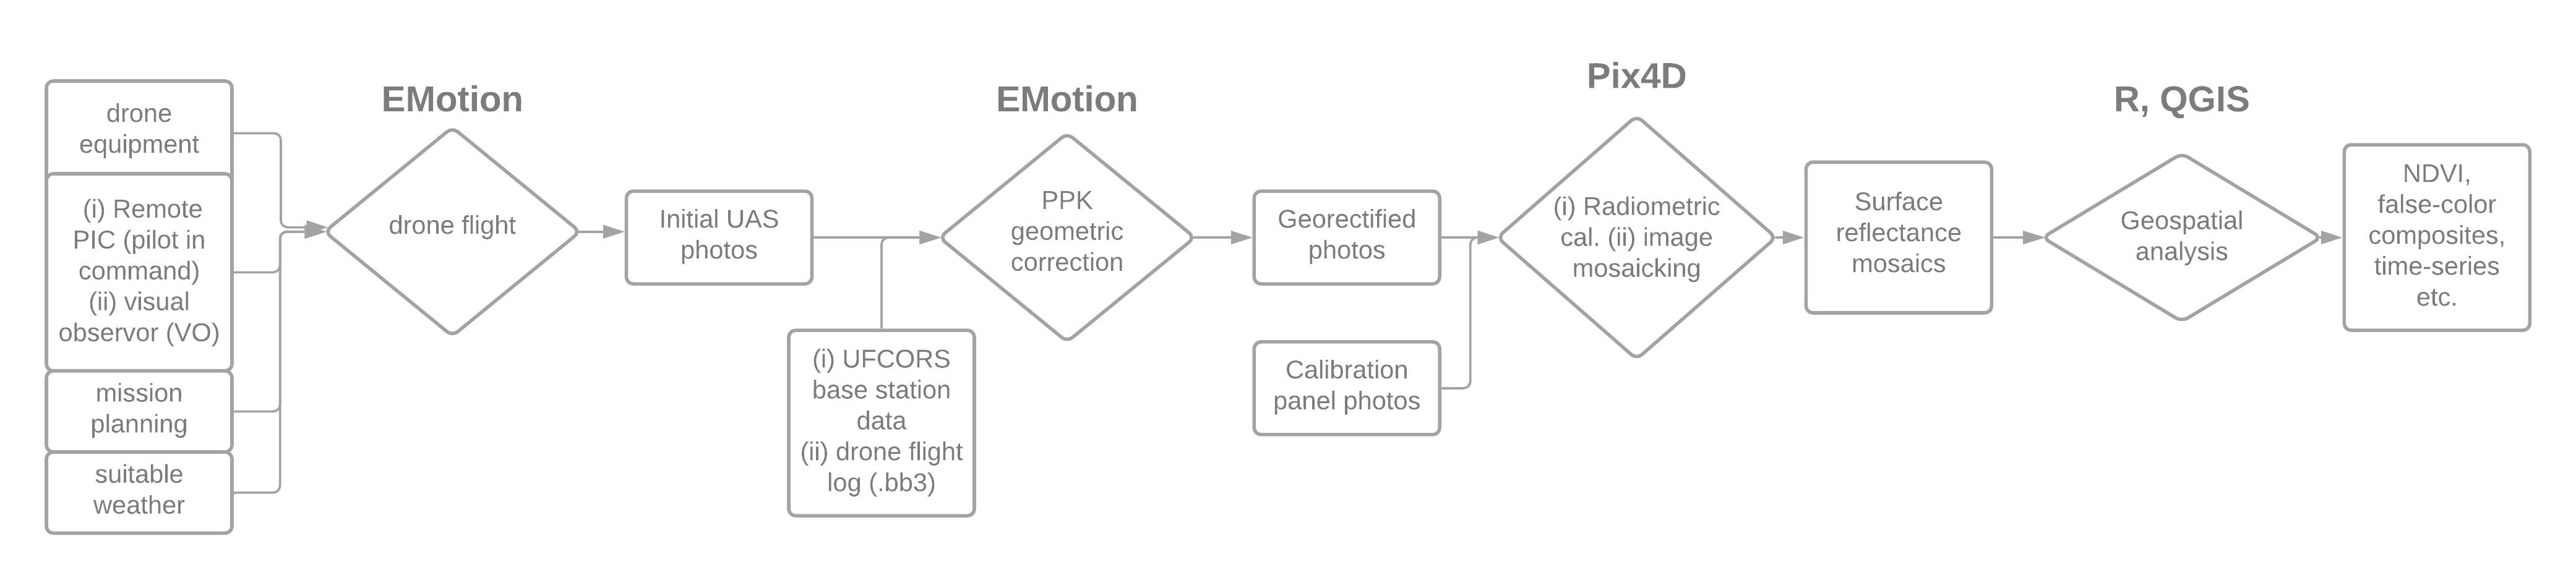 drone
equipment
(i) Remote
PIC (pilot in
command)
(ii) visual
observor (VO)
mission
planning
suitable
weather
EMotion
drone flight
Initial UAS
photos
(i) UFCORS
base station
data
(ii) drone flight
log (.bb3)
EMotion
PPK
geometric
correction
Georectified
photos
Calibration
panel photos
Pix4D
(i) Radiometric
cal. (ii) image
mosaicking
Surface
reflectance
mosaics
R, QGIS
Geospatial
analysis
NDVI,
false-color
composites,
time-series
etc.